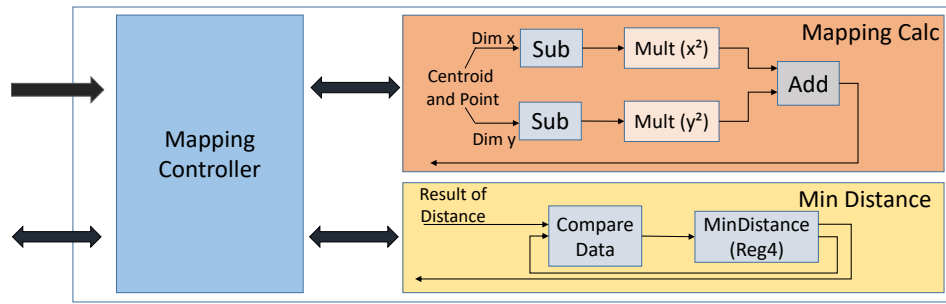 Mapping
Controller
Mapping Calc
Dim x
Sub
Mult (x²)
Centroid
and Point
Add
Sub
Mult (y²)
Dim y
Min Distance
Result of
Distance
Compare
Data
MinDistance
(Reg4)